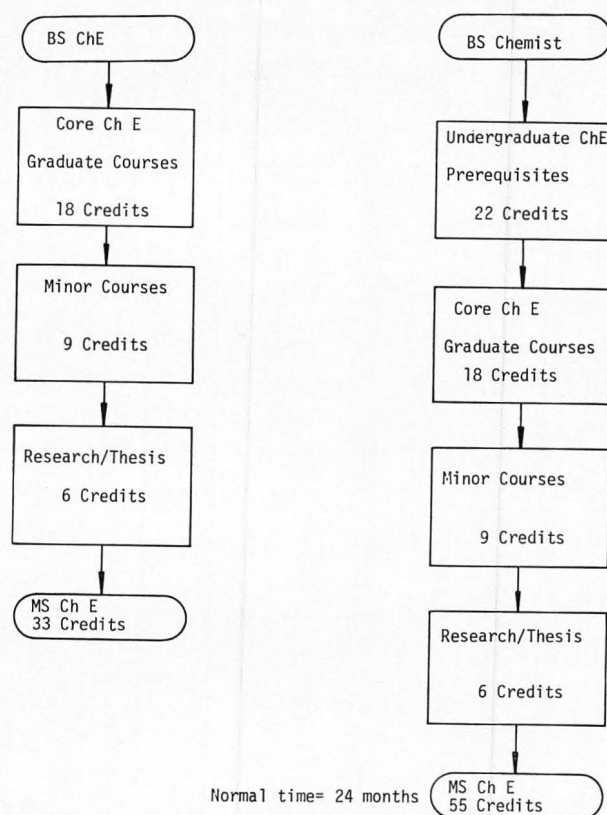 BS ChE
Core Ch E
Graduate Courses
18 Credits
Minor Courses
9 Credits
Research/Thesis
6 Credits
MS Ch E
33 Credits
BS Chemist
Undergraduate ChE
Prerequisites
22 Credits
Core Ch E
Graduate Courses
18 Credits
Minor Courses
9 Credits
Research/Thesis
6 Credits
Normal time= 24 months
MS Ch E
55 Credits